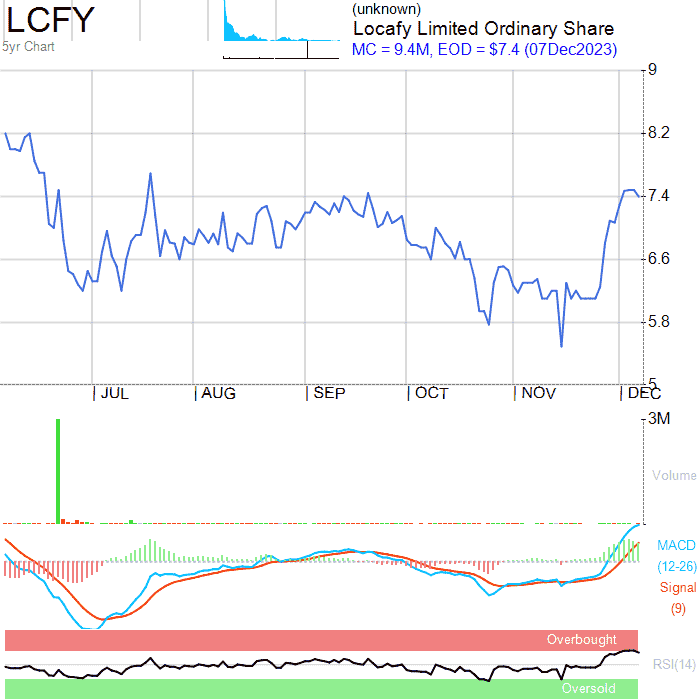 LCFY
5yr Chart
(unknown)
Locafy Limited Ordinary Share
MC = 9.4M, EOD = $7.4 (07Dec2023)
9
8.2
7.4
6.6
5.8
5
JUL AUG SEP OCT NOV DEC
3M
Volume
MACD
(12-26)
Signal
(9)
Overbought
RSI(14)
Oversold